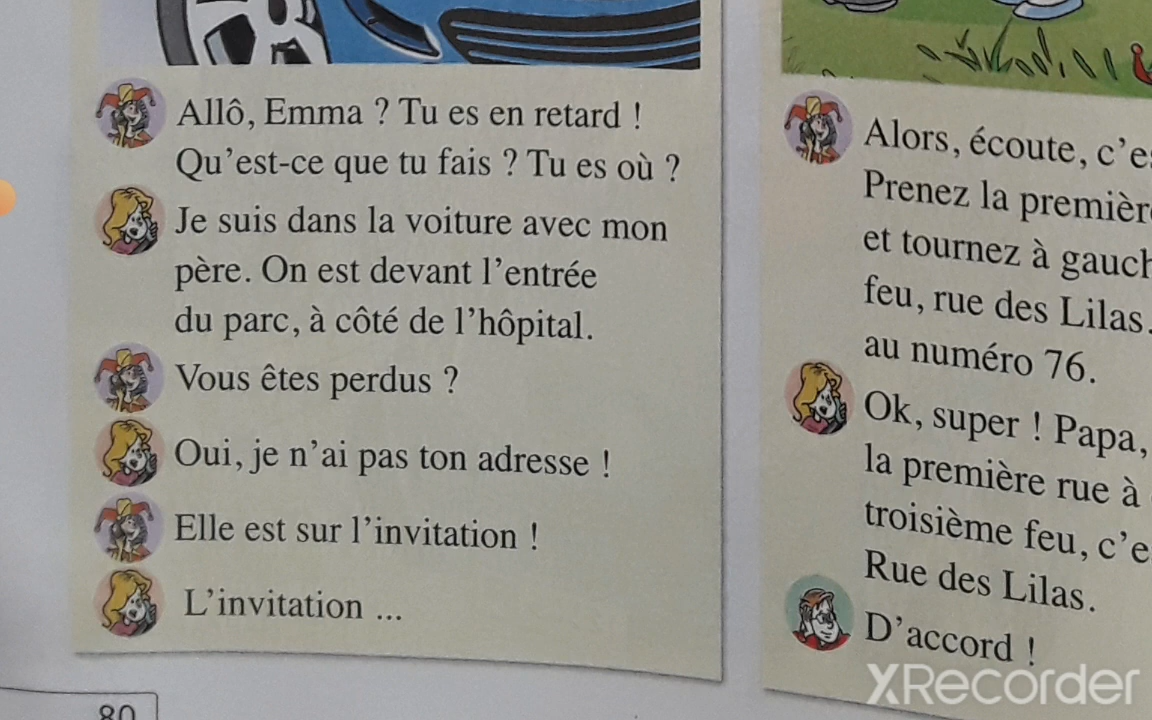 Allô, Emma ? Tu es en retard !
Qu'est-ce que tu fais ? Tu es où ?
Je suis dans la voiture avec mon
père. On est devant l'entrée
du parc, à côté de l'hôpital.
Vous êtes perdus ?
Oui, je n'ai pas ton adresse !
Elle est sur l'invitation !
L'invitation ...
80
Alors, écoute,
Prenez la
et tournez à
feu, rue des Lilas.
au numéro 76.
Ok, super ! Papa,
la première rue à
troisième feu,
Rue des Lilas.
D'accord !
XRecorder